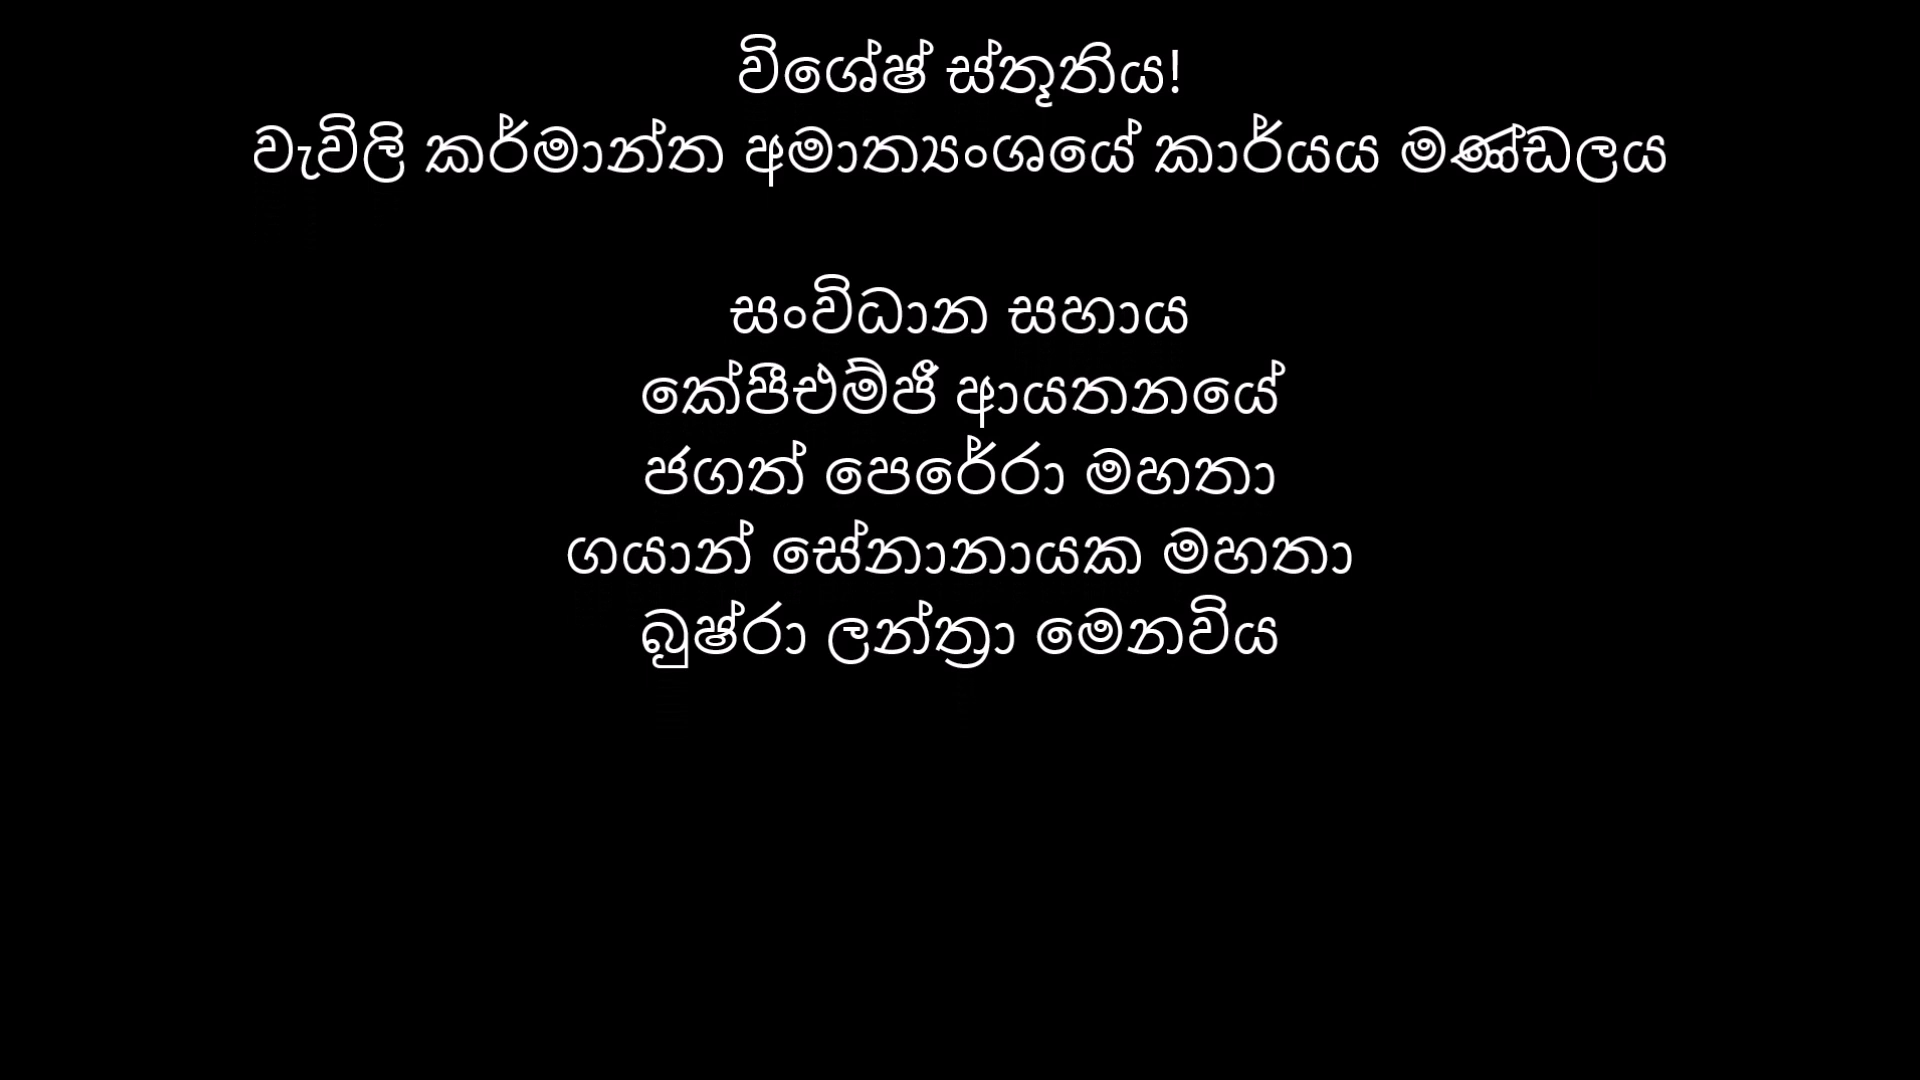 විශේෂ් ස්තූතිය!
වැවිලි කර්මාන්ත අමාත්‍යංශයේ කාර්යය මණ්ඩලය
සංවිධාන සහාය
කේපීඑම්ජී ආයතනයේ
ජගත් පෙරේරා මහතා
ගයාන් සේනානායක මහතා
බුෂ්රා ලන්ත්‍රා මෙනවිය